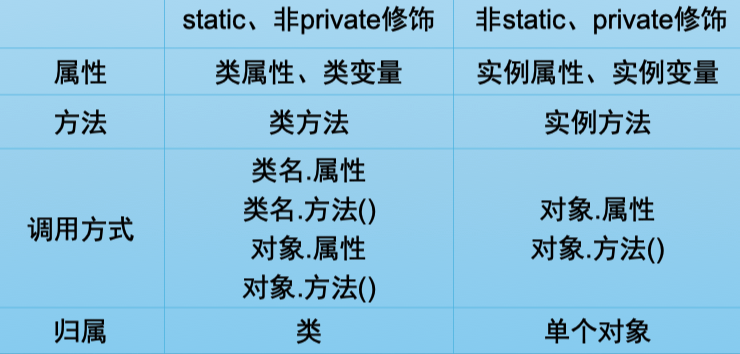 static、非private修饰 非static、private修饰
属性 类属性、类变量 实例属性、实例变量
方法 类方法 实例方法
调用方式
类名.属性
类名.方法()
对象.属性
对象.方法()
对象.属性
对象.方法()
归属 类 单个对象